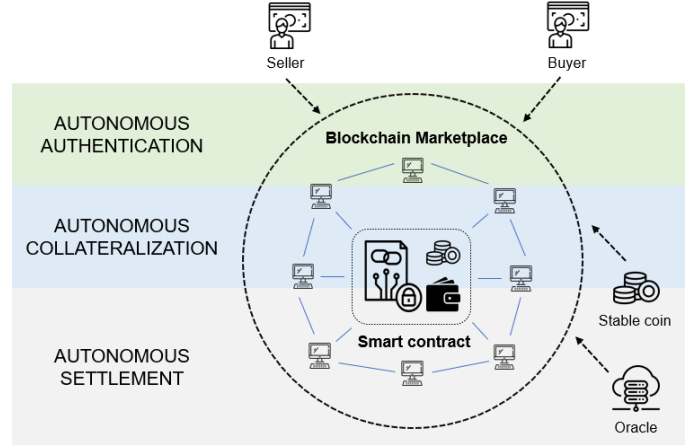 Seller
Buyer
AUTONOMOUS
AUTHENTICATION
Blockchain Marketplace
AUTONOMOUS
COLLATERALIZATION
Stable coin
Smart contract
AUTONOMOUS
SETTLEMENT
Oracle